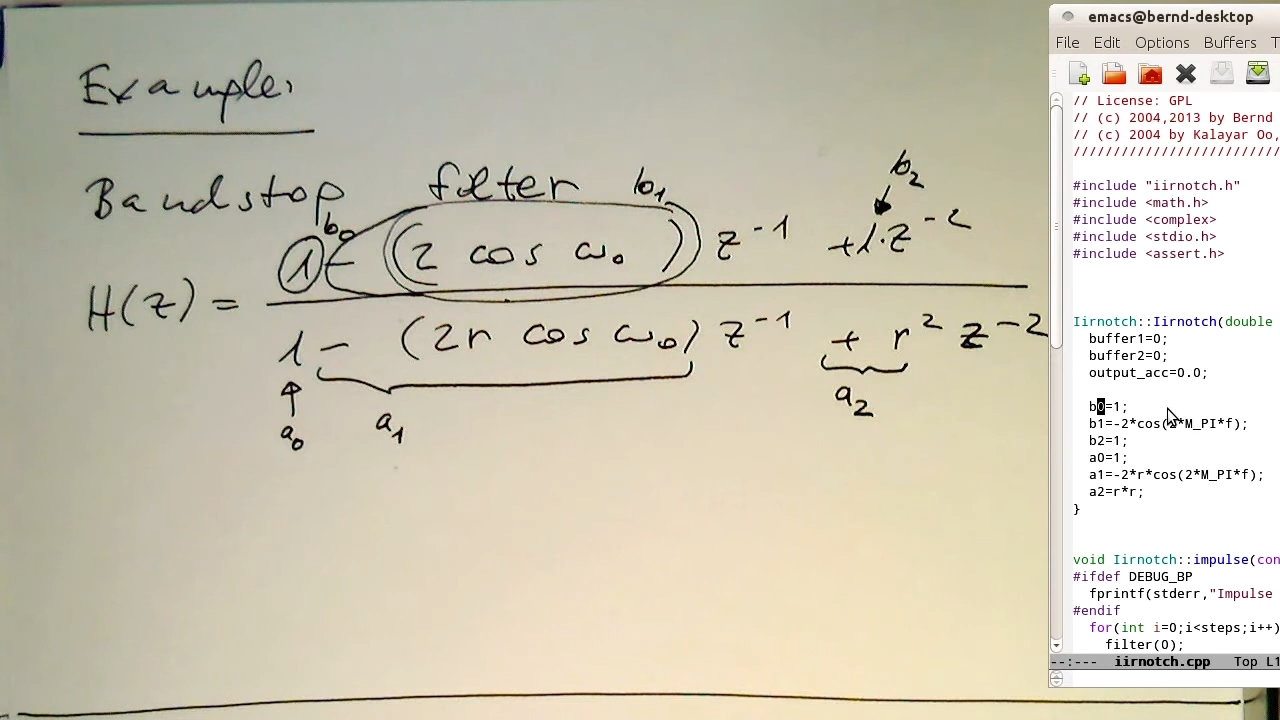 Example:
Bandstop filter
b0 b1 b2
H(z) = 1 - (2 cos ω0) z^-1 + 1·z^-2
1 - (2r cos ω0) z^-1 + r^2 z^-2
a0 a1 a2
emacs@bernd-desktop
File Edit Options Buffers T
// License: GPL
// (c) 2004,2013 by Bernd
// (c) 2004 by Kalayar Oo,
//////////////////////////
#include "iirnotch.h"
#include <math.h>
#include <complex>
#include <stdio.h>
#include <assert.h>
Iirnotch::Iirnotch(double
buffer1=0;
buffer2=0;
output_acc=0.0;
b0=1;
b1=-2*cos(2*M_PI*f);
b2=1;
a0=1;
a1=-2*r*cos(2*M_PI*f);
a2=r*r;
}
void Iirnotch::impulse(con
#ifdef DEBUG_BP
fprintf(stderr,"Impulse
#endif
for(int i=0;i<steps;i++)
filter(0);
--:--- iirnotch.cpp Top L1